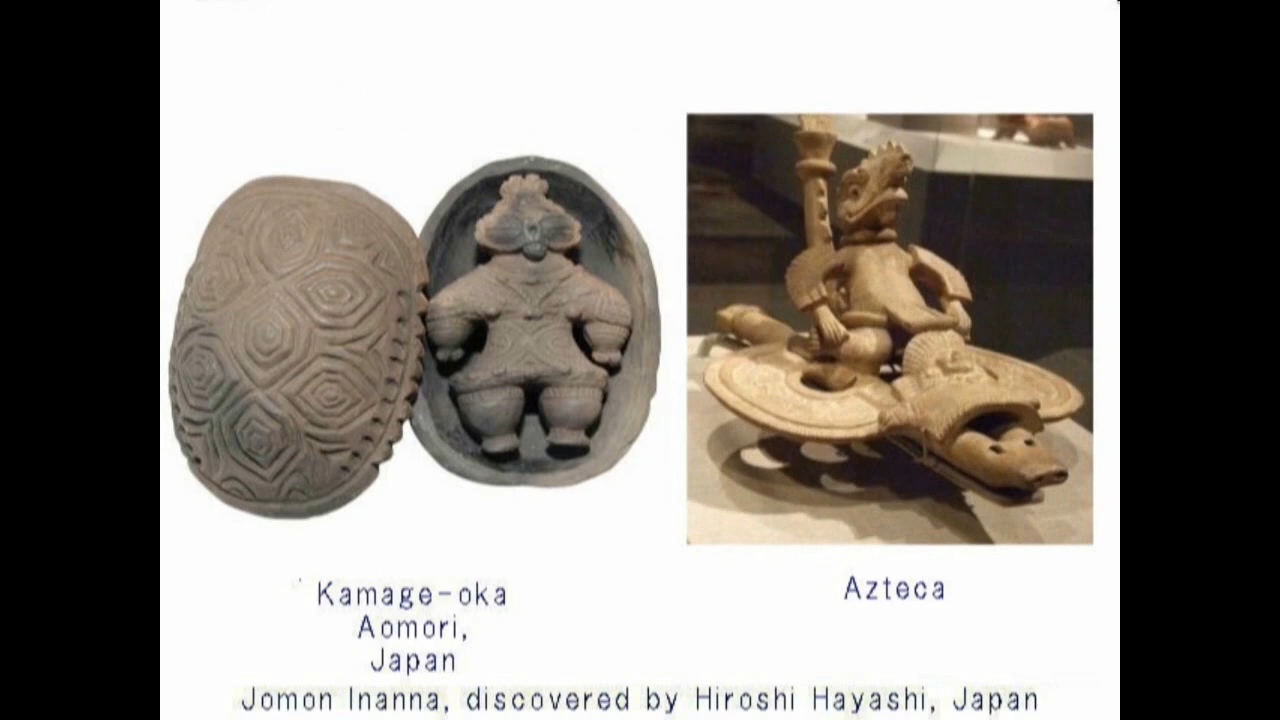 Kamage-oka
Aomori,
Japan
Azteca
Jomon Inanna, discovered by Hiroshi Hayashi, Japan